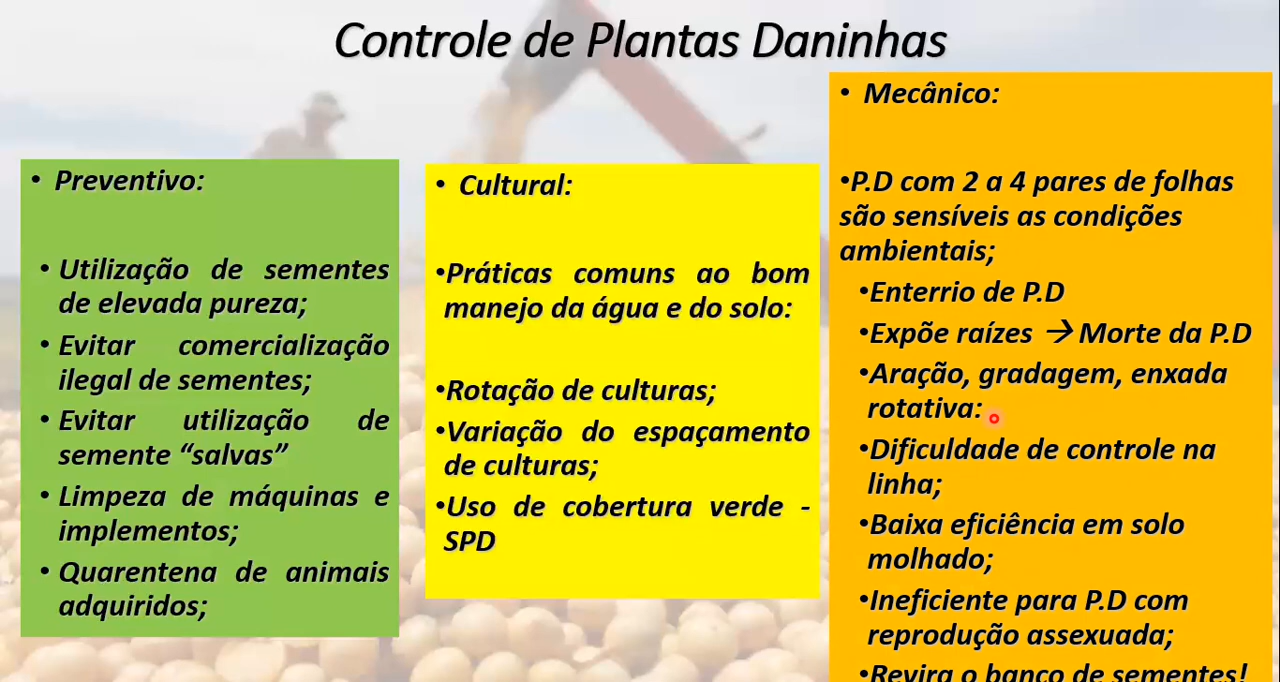 Controle de Plantas Daninhas
• Preventivo:
• Utilização de sementes
de elevada pureza;
• Evitar comercialização
ilegal de sementes;
• Evitar utilização de
semente “salvas”
• Limpeza de máquinas e
implementos;
• Quarentena de animais
adquiridos;
• Cultural:
•Práticas comuns ao bom
manejo da água e do solo:
•Rotação de culturas;
•Variação do espaçamento
de culturas;
•Uso de cobertura verde -
SPD
• Mecânico:
•P.D com 2 a 4 pares de folhas
são sensíveis as condições
ambientais;
•Enterrio de P.D
•Expõe raízes → Morte da P.D
•Aração, gradagem, enxada
rotativa:
•Dificuldade de controle na
linha;
•Baixa eficiência em solo
molhado;
•Ineficiente para P.D com
reprodução assexuada;
•Revira o banco de sementes!